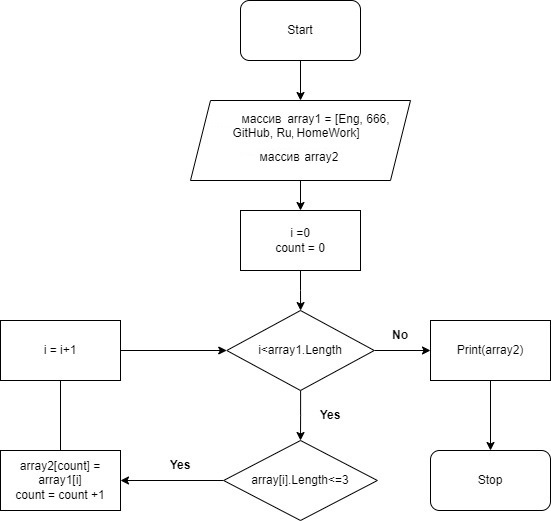 Start
массив array1 = [Eng, 666,
GitHub, Ru, HomeWork]
массив array2
i =0
count = 0
i = i+1
i<array1.Length
No
Print(array2)
Yes
array2[count] =
array1[i]
count = count +1
Yes
array[i].Length<=3
Stop